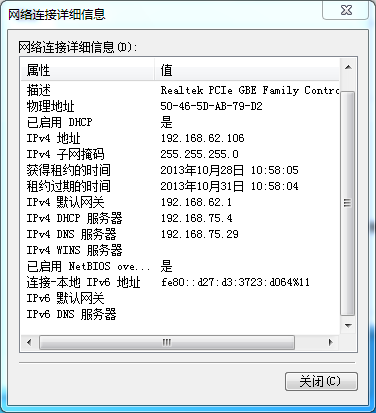 网络连接详细信息
网络连接详细信息(D):
属性 值
描述 Realtek PCIe GBE Family Contro
物理地址 50-46-5D-AB-79-D2
已启用 DHCP 是
IPv4 地址 192.168.62.106
IPv4 子网掩码 255.255.255.0
获得租约的时间 2013年10月28日 10:58:05
租约过期的时间 2013年10月31日 10:58:04
IPv4 默认网关 192.168.62.1
IPv4 DHCP 服务器 192.168.75.4
IPv4 DNS 服务器 192.168.75.29
IPv4 WINS 服务器
已启用 NetBIOS ove... 是
连接-本地 IPv6 地址 fe80::d27:d3:3723:d064%11
IPv6 默认网关
IPv6 DNS 服务器
关闭(C)